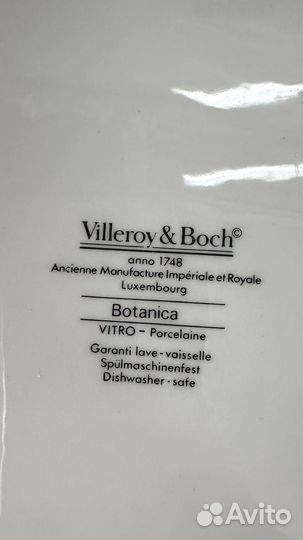 Villeroy & Boch©
anno 1748
Ancienne Manufacture Impériale et Royale
Luxembourg
Botanica
VITRO - Porcelaine
Garanti lave - vaisselle
Spülmaschinenfest
Dishwasher - safe
Avito